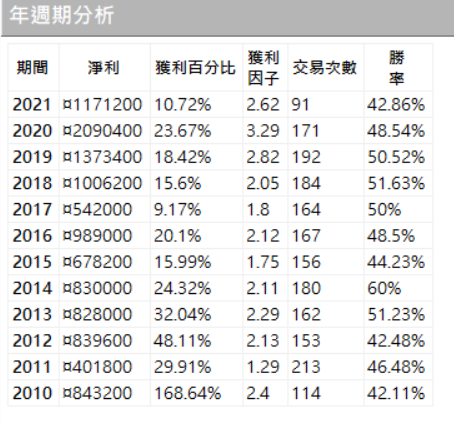 年週期分析
期間 淨利 獲利百分比 獲利因子 交易次數 勝率
2021 ¤1171200 10.72% 2.62 91 42.86%
2020 ¤2090400 23.67% 3.29 171 48.54%
2019 ¤1373400 18.42% 2.82 192 50.52%
2018 ¤1006200 15.6% 2.05 184 51.63%
2017 ¤542000 9.17% 1.8 164 50%
2016 ¤989000 20.1% 2.12 167 48.5%
2015 ¤678200 15.99% 1.75 156 44.23%
2014 ¤830000 24.32% 2.11 180 60%
2013 ¤828000 32.04% 2.29 162 51.23%
2012 ¤839600 48.11% 2.13 153 42.48%
2011 ¤401800 29.91% 1.29 213 46.48%
2010 ¤843200 168.64% 2.4 114 42.11%